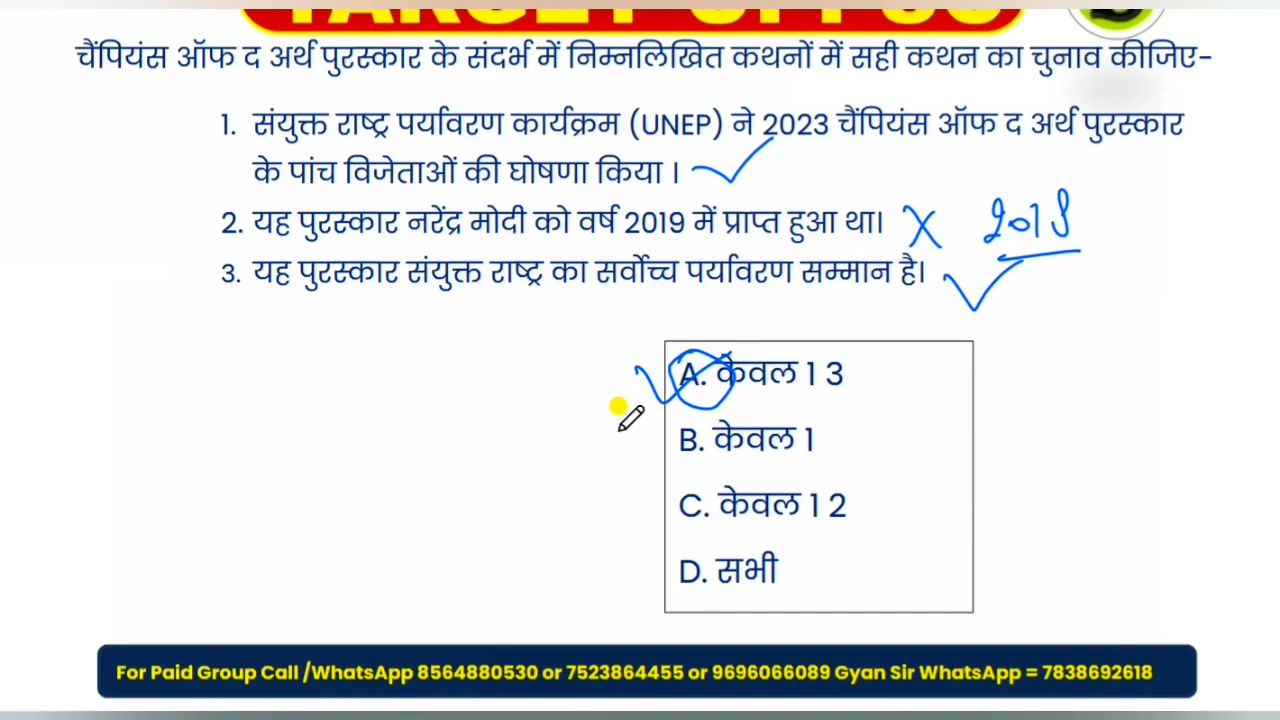 चैंपियंस ऑफ द अर्थ पुरस्कार के संदर्भ में निम्नलिखित कथनों में सही कथन का चुनाव कीजिए-
1. संयुक्त राष्ट्र पर्यावरण कार्यक्रम (UNEP) ने 2023 चैंपियंस ऑफ द अर्थ पुरस्कार
के पांच विजेताओं की घोषणा किया ।
2. यह पुरस्कार नरेंद्र मोदी को वर्ष 2019 में प्राप्त हुआ था। 2018
3. यह पुरस्कार संयुक्त राष्ट्र का सर्वोच्च पर्यावरण सम्मान है।
A. केवल 1 3
B. केवल 1
C. केवल 1 2
D. सभी
For Paid Group Call /WhatsApp 8564880530 or 7523864455 or 9696066089 Gyan Sir WhatsApp = 7838692618